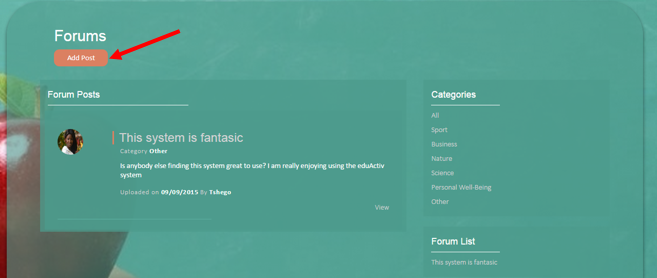 Forums
Add Post
Forum Posts
This system is fantasic
Category Other
Is anybody else finding this system great to use? I am really enjoying using the eduActiv
system
Uploaded on 09/09/2015 By Tshego
View
Categories
All
Sport
Business
Nature
Science
Personal Well-Being
Other
Forum List
This system is fantasic